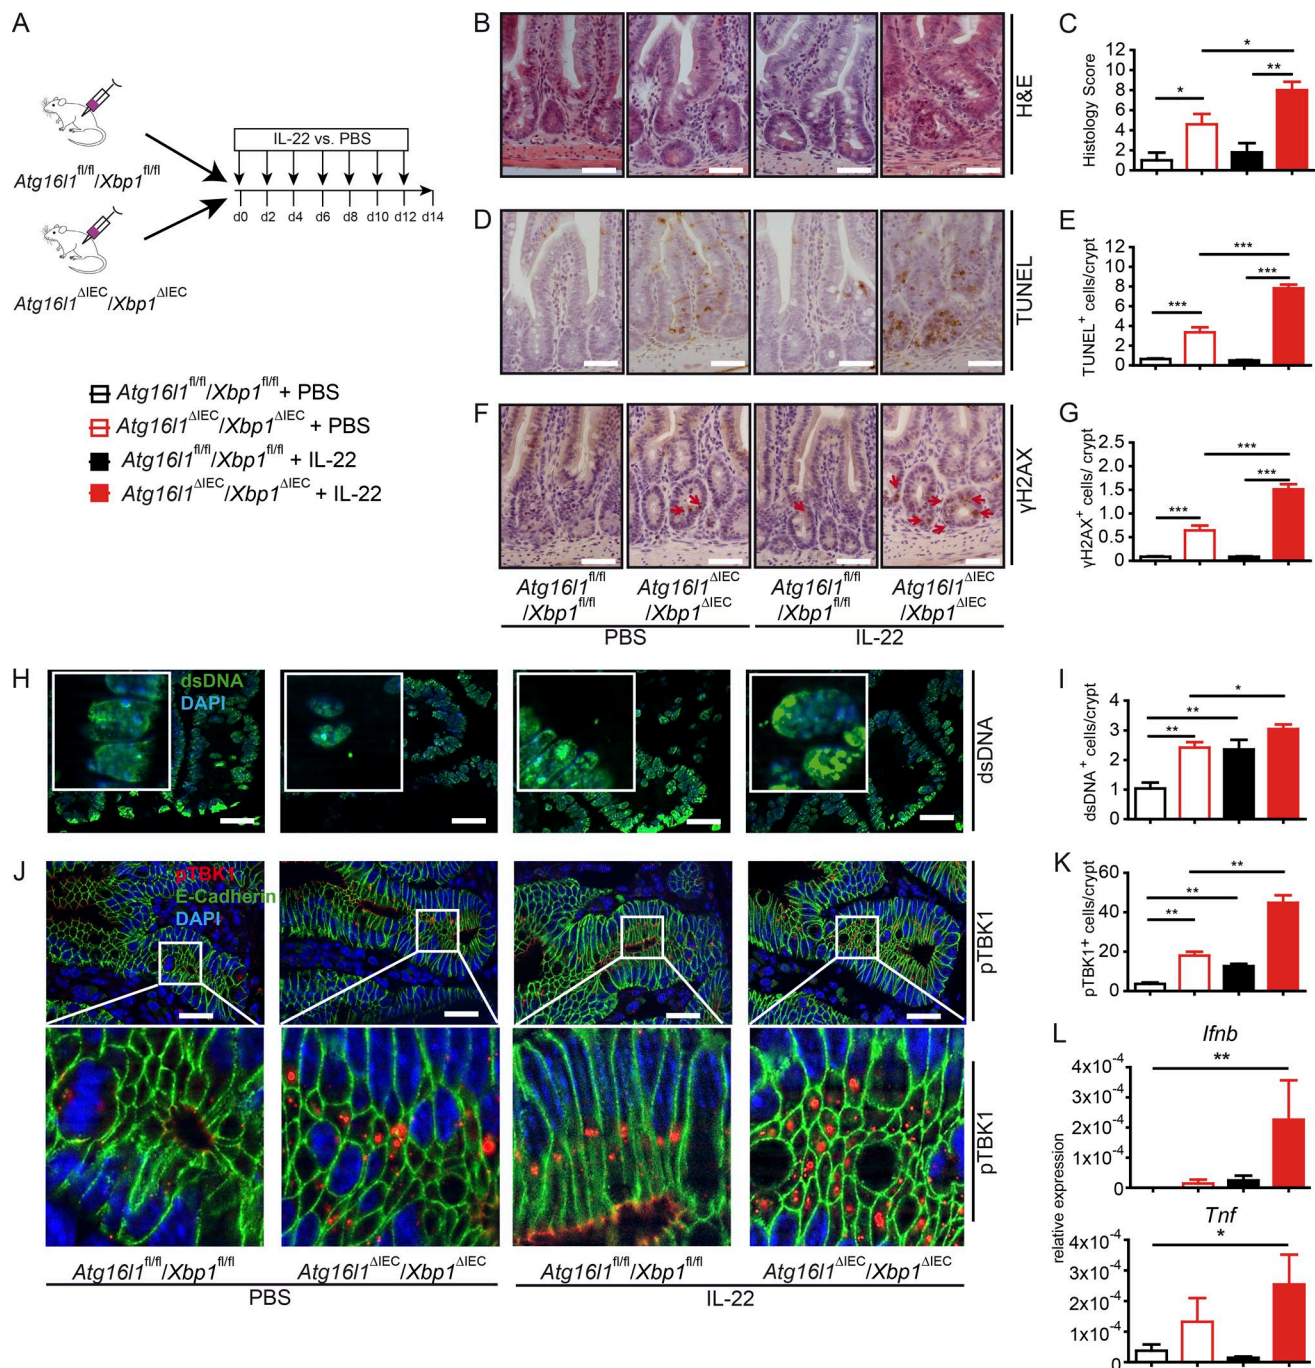 A
Atg16l1fl/fl/Xbp1fl/fl
Atg16l1ΔIEC/Xbp1ΔIEC
IL-22 vs. PBS
d0 d2 d4 d6 d8 d10 d12 d14
Atg16l1fl/fl/Xbp1fl/fl + PBS
Atg16l1ΔIEC/Xbp1ΔIEC + PBS
Atg16l1fl/fl/Xbp1fl/fl + IL-22
Atg16l1ΔIEC/Xbp1ΔIEC + IL-22
B
H&E
C
Histology Score
12
10
8
6
4
2
0
*
*
**
D
TUNEL
E
TUNEL+ cells/crypt
12
10
8
6
4
2
0
***
***
***
F
γH2AX
G
γH2AX+ cells/ crypt
2.5
2.0
1.5
1.0
0.5
0.0
***
***
***
Atg16l1fl/fl
/Xbp1fl/fl
Atg16l1ΔIEC
/Xbp1ΔIEC
Atg16l1fl/fl
/Xbp1fl/fl
Atg16l1ΔIEC
/Xbp1ΔIEC
PBS
IL-22
H
dsDNA
DAPI
dsDNA
I
dsDNA+ cells/crypt
4
3
2
1
0
*
**
**
J
pTBK1
E-Cadherin
DAPI
pTBK1
pTBK1
K
pTBK1+ cells/crypt
60
40
20
0
**
**
**
Atg16l1fl/fl/Xbp1fl/fl
Atg16l1ΔIEC/Xbp1ΔIEC
Atg16l1fl/fl/Xbp1fl/fl
Atg16l1ΔIEC/Xbp1ΔIEC
PBS
IL-22
L
relative expression
Ifnb
4x10-4
3x10-4
2x10-4
1x10-4
0
**
Tnf
4x10-4
3x10-4
2x10-4
1x10-4
0
*